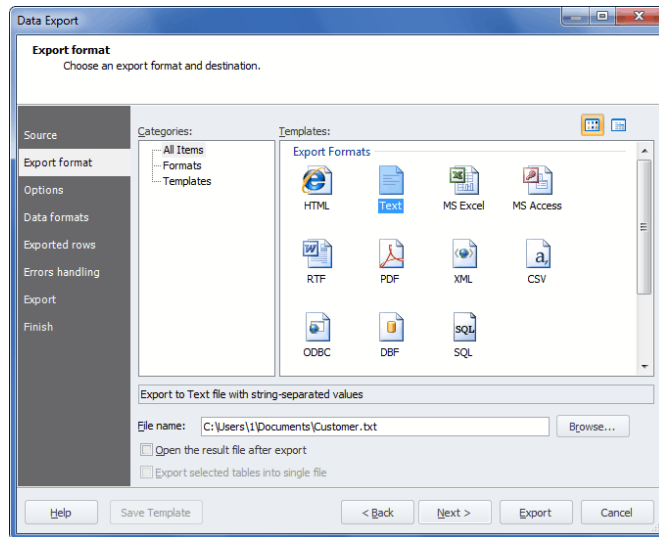 Data Export
Export format
Choose an export format and destination.
Source
Export format
Options
Data formats
Exported rows
Errors handling
Export
Finish
Categories:
All Items
Formats
Templates
Templates:
Export Formats
HTML
Text
MS Excel
MS Access
RTF
PDF
XML
CSV
ODBC
DBF
SQL
Export to Text file with string-separated values
File name:
C:\Users\1\Documents\Customer.txt
Browse...
Open the result file after export
Export selected tables into single file
Help
Save Template
< Back
Next >
Export
Cancel